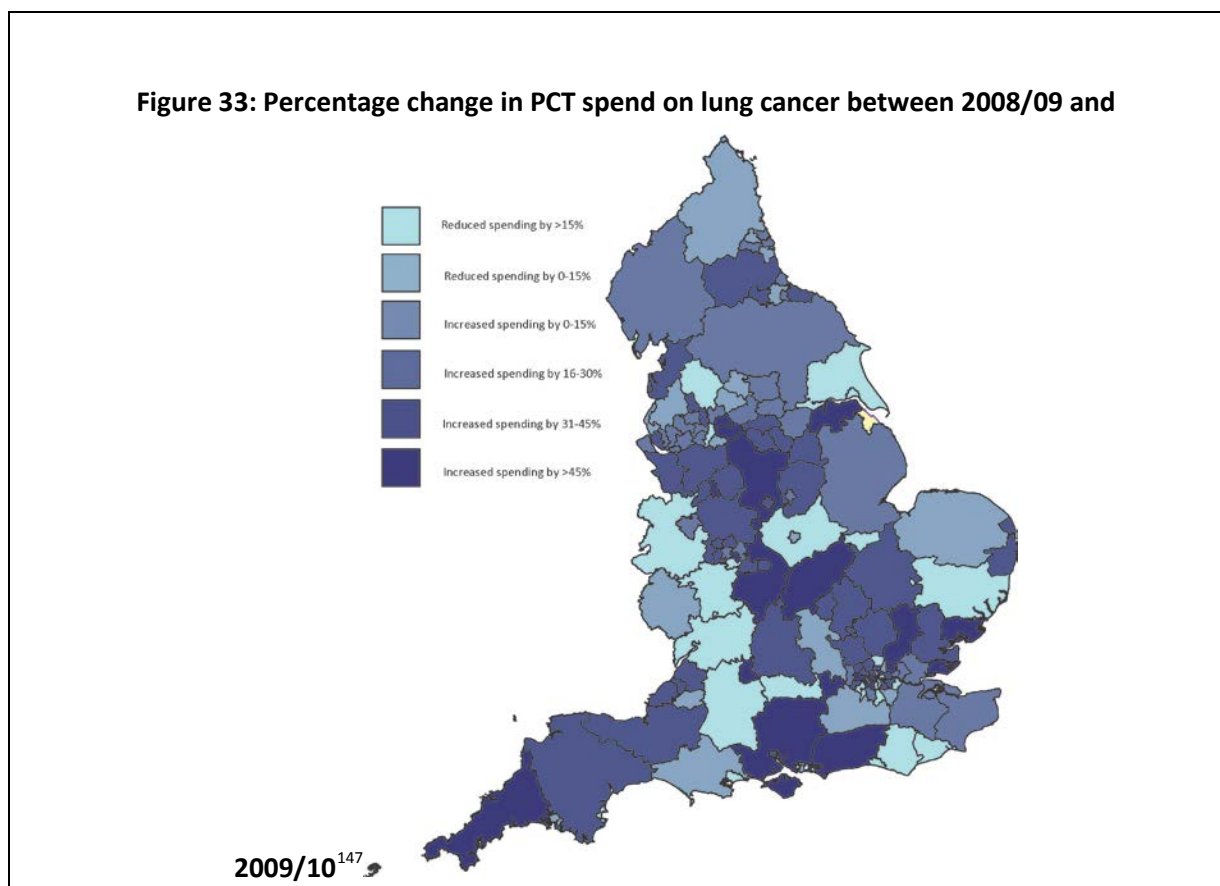 Figure 33: Percentage change in PCT spend on lung cancer between 2008/09 and
Reduced spending by >15%
Reduced spending by 0-15%
Increased spending by 0-15%
Increased spending by 16-30%
Increased spending by 31-45%
Increased spending by >45%
2009/10147